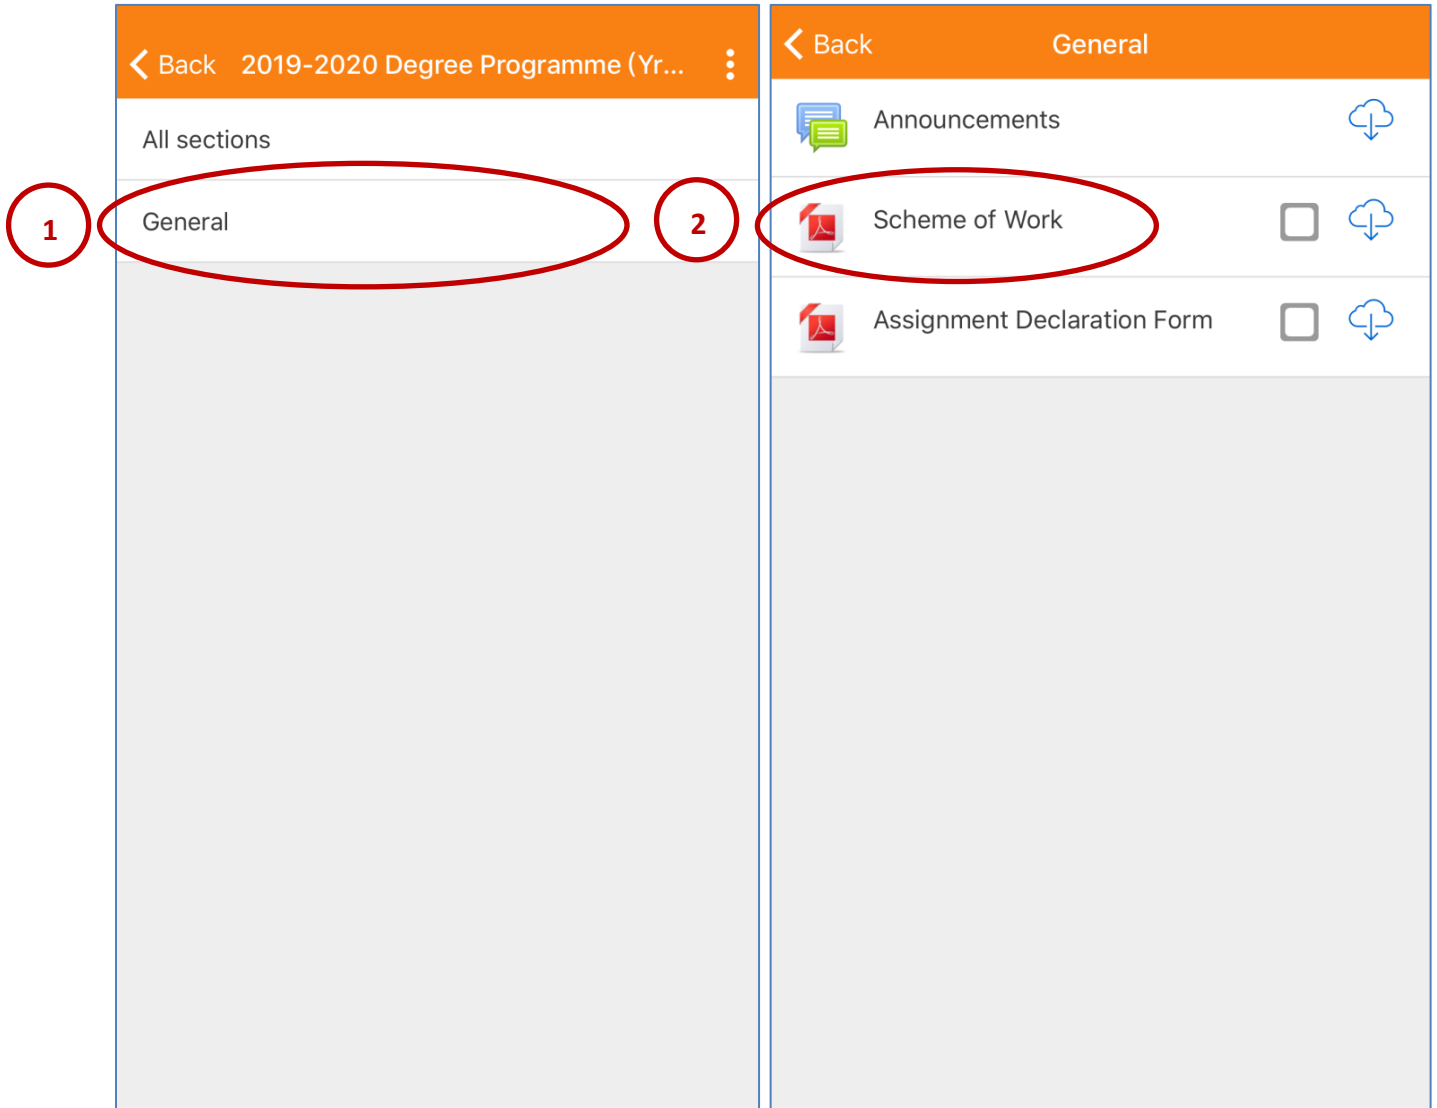 Back 2019-2020 Degree Programme (Yr...
All sections
1
General
Back General
Announcements
2
Scheme of Work
Assignment Declaration Form